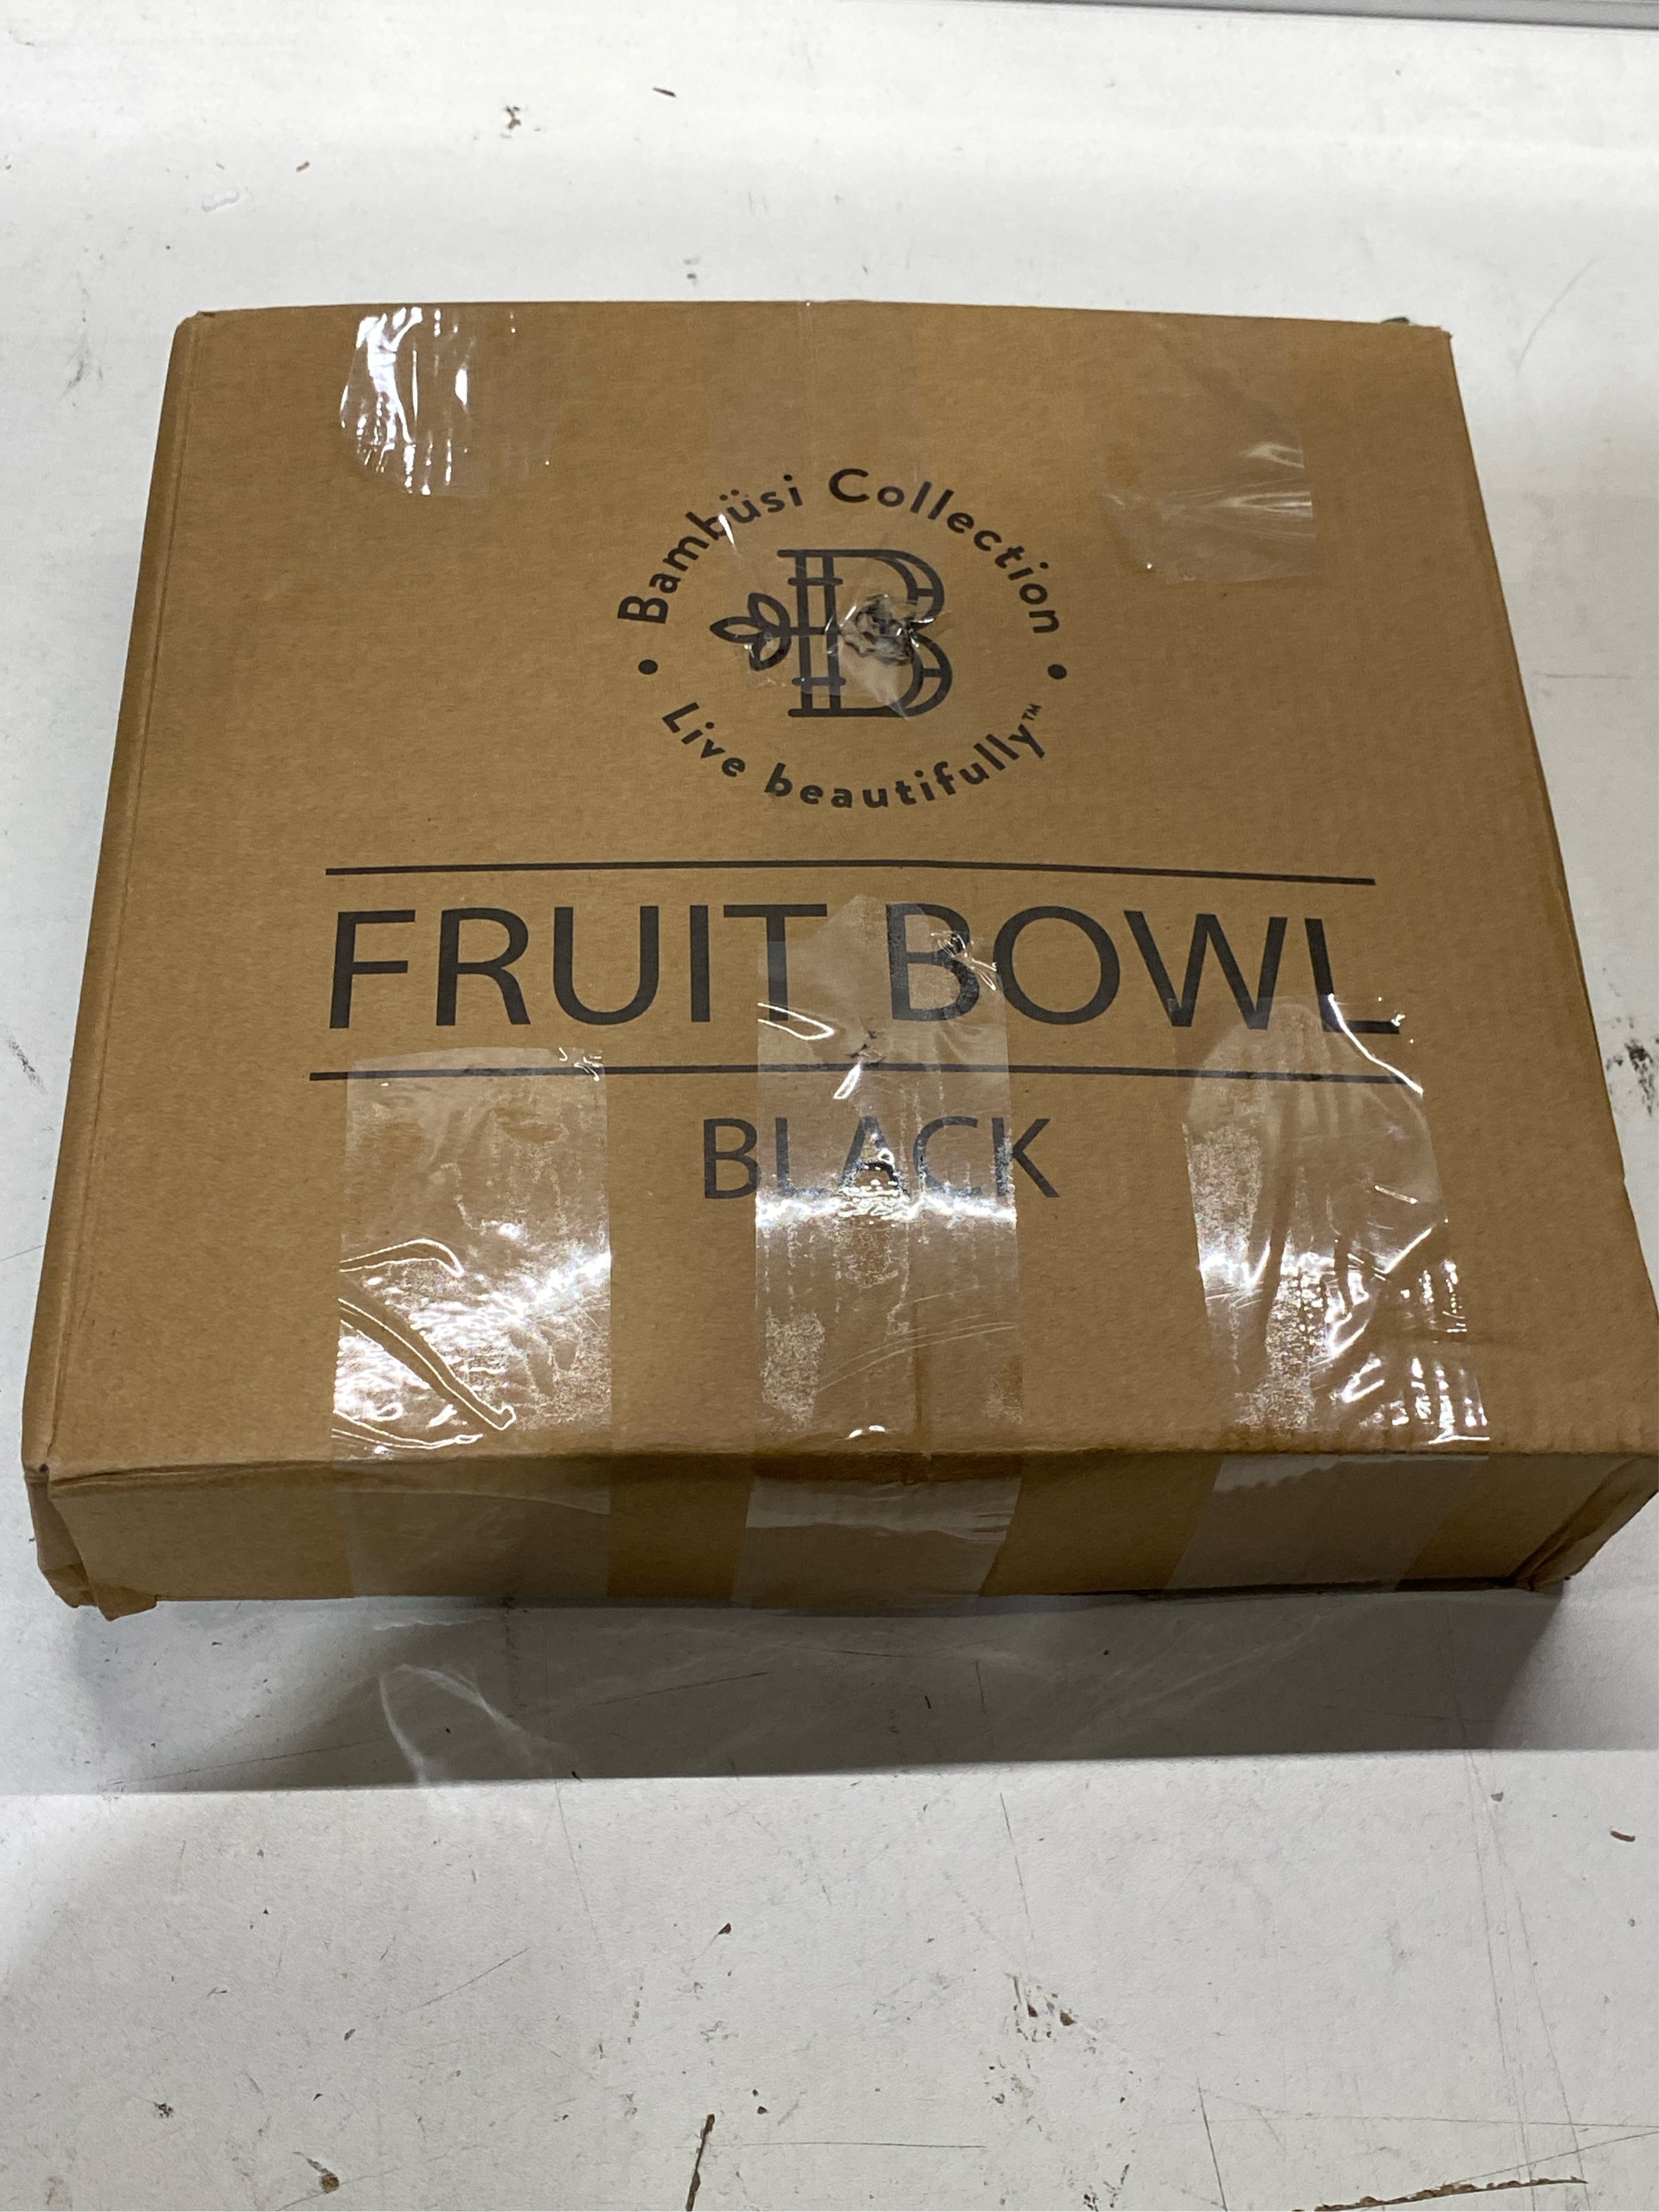 Bambüsi Collection
B
Live beautifully™
FRUIT BOWL
BLACK